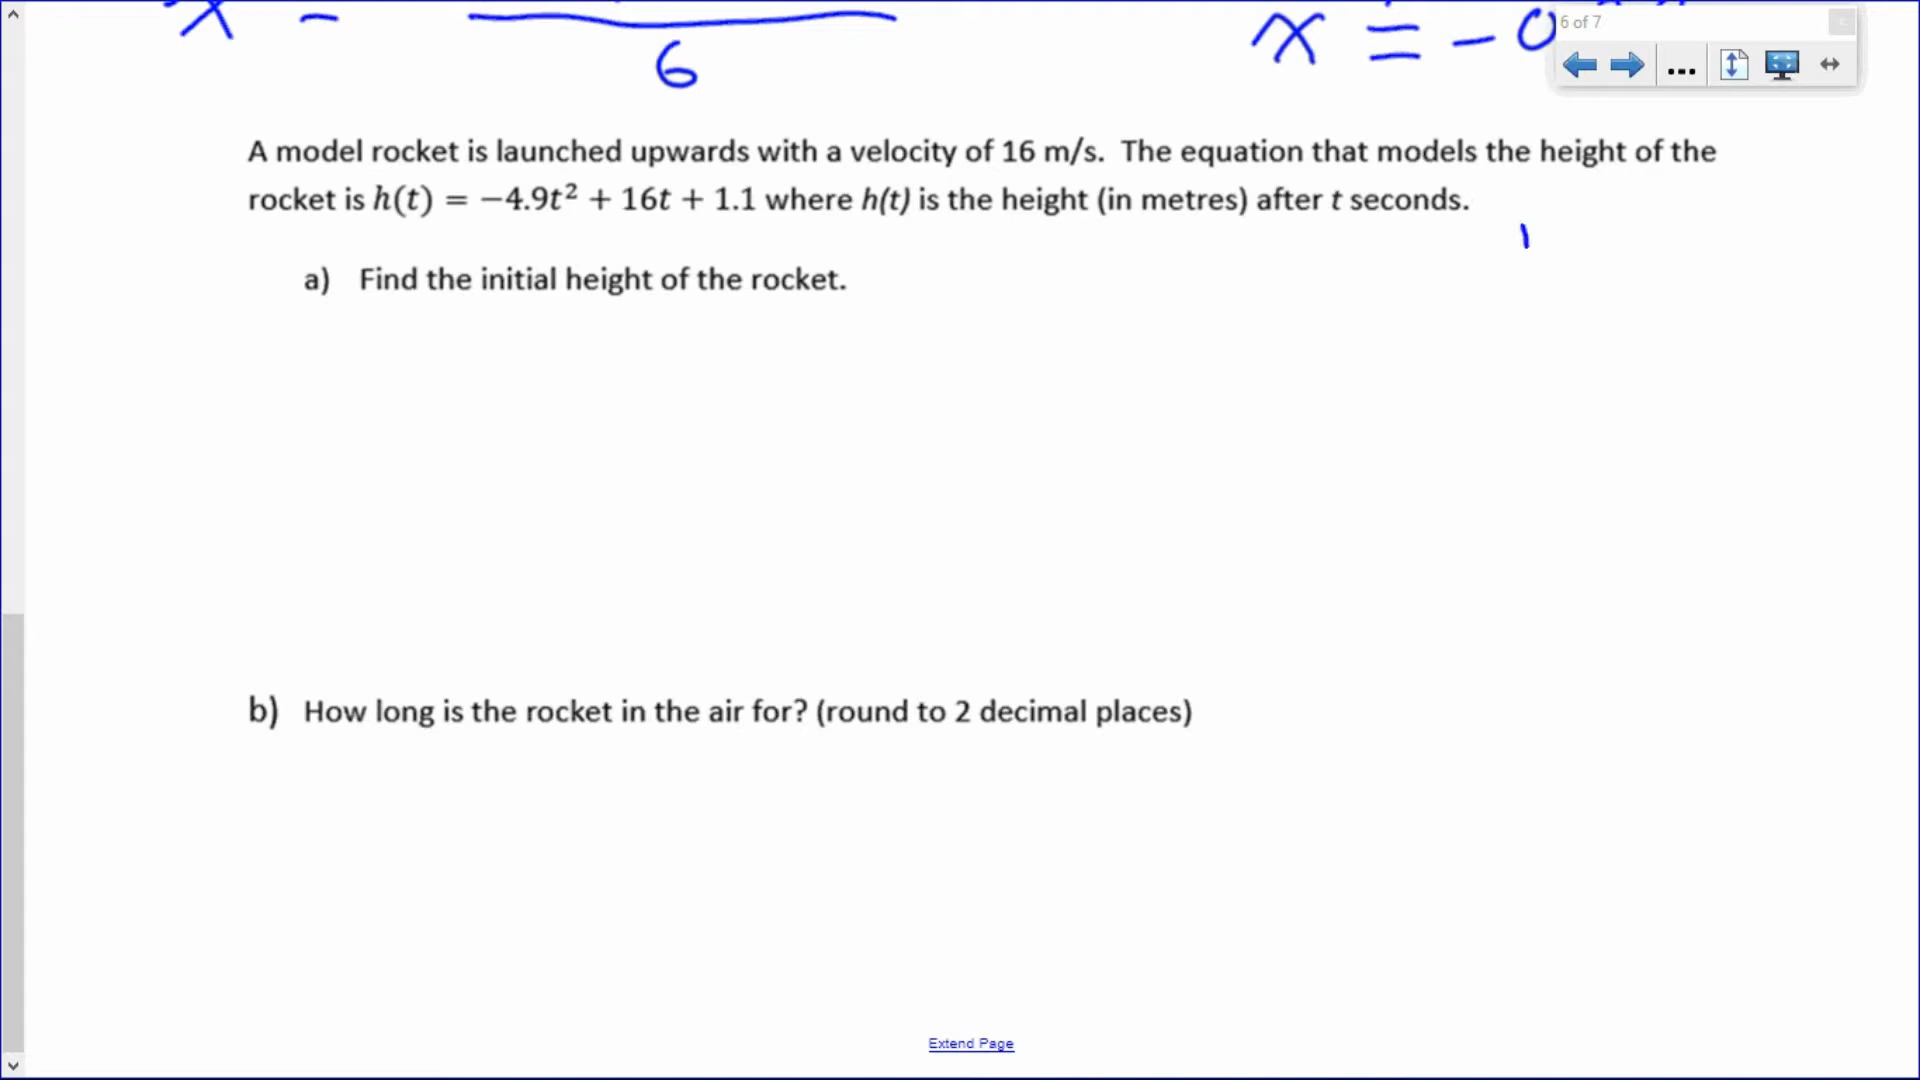 x =
6
x = - 0
6 of 7
A model rocket is launched upwards with a velocity of 16 m/s. The equation that models the height of the
rocket is h(t) = −4.9t² + 16t + 1.1 where h(t) is the height (in metres) after t seconds.
a) Find the initial height of the rocket.
b) How long is the rocket in the air for? (round to 2 decimal places)
Extend Page